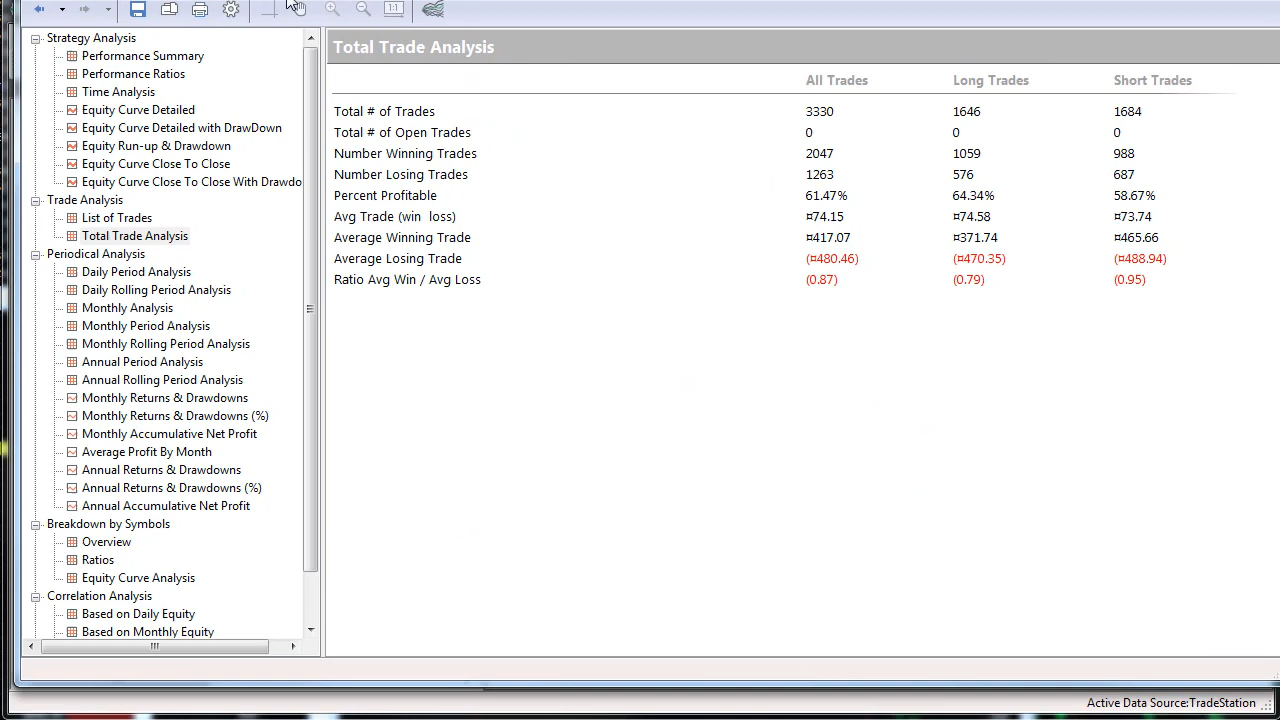 1:1
Strategy Analysis
Performance Summary
Performance Ratios
Time Analysis
Equity Curve Detailed
Equity Curve Detailed with DrawDown
Equity Run-up & Drawdown
Equity Curve Close To Close
Equity Curve Close To Close With Drawdo
Trade Analysis
List of Trades
Total Trade Analysis
Periodical Analysis
Daily Period Analysis
Daily Rolling Period Analysis
Monthly Analysis
Monthly Period Analysis
Monthly Rolling Period Analysis
Annual Period Analysis
Annual Rolling Period Analysis
Monthly Returns & Drawdowns
Monthly Returns & Drawdowns (%)
Monthly Accumulative Net Profit
Average Profit By Month
Annual Returns & Drawdowns
Annual Returns & Drawdowns (%)
Annual Accumulative Net Profit
Breakdown by Symbols
Overview
Ratios
Equity Curve Analysis
Correlation Analysis
Based on Daily Equity
Based on Monthly Equity
Total Trade Analysis
All Trades Long Trades Short Trades
Total # of Trades 3330 1646 1684
Total # of Open Trades 0 0 0
Number Winning Trades 2047 1059 988
Number Losing Trades 1263 576 687
Percent Profitable 61.47% 64.34% 58.67%
Avg Trade (win loss) ¤74.15 ¤74.58 ¤73.74
Average Winning Trade ¤417.07 ¤371.74 ¤465.66
Average Losing Trade (¤480.46) (¤470.35) (¤488.94)
Ratio Avg Win / Avg Loss (0.87) (0.79) (0.95)
Active Data Source:TradeStation